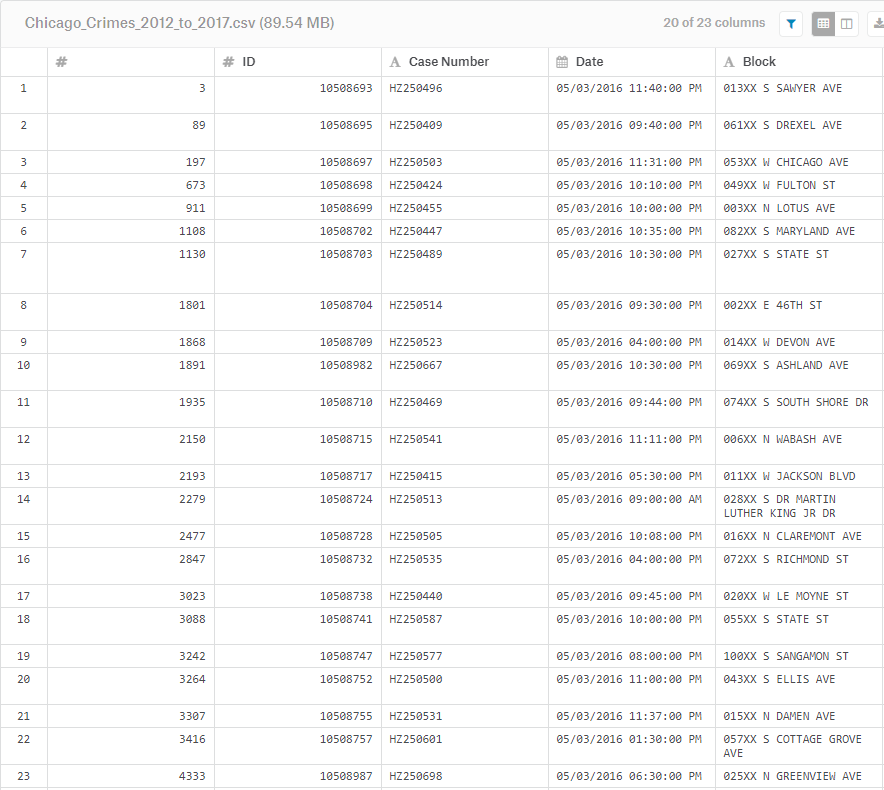 Chicago_Crimes_2012_to_2017.csv (89.54 MB) 20 of 23 columns
# # ID A Case Number Date A Block
1 3 10508693 HZ250496 05/03/2016 11:40:00 PM 013XX S SAWYER AVE
2 89 10508695 HZ250409 05/03/2016 09:40:00 PM 061XX S DREXEL AVE
3 197 10508697 HZ250503 05/03/2016 11:31:00 PM 053XX W CHICAGO AVE
4 673 10508698 HZ250424 05/03/2016 10:10:00 PM 049XX W FULTON ST
5 911 10508699 HZ250455 05/03/2016 10:00:00 PM 003XX N LOTUS AVE
6 1108 10508702 HZ250447 05/03/2016 10:35:00 PM 082XX S MARYLAND AVE
7 1130 10508703 HZ250489 05/03/2016 10:30:00 PM 027XX S STATE ST
8 1801 10508704 HZ250514 05/03/2016 09:30:00 PM 002XX E 46TH ST
9 1868 10508709 HZ250523 05/03/2016 04:00:00 PM 014XX W DEVON AVE
10 1891 10508982 HZ250667 05/03/2016 10:30:00 PM 069XX S ASHLAND AVE
11 1935 10508710 HZ250469 05/03/2016 09:44:00 PM 074XX S SOUTH SHORE DR
12 2150 10508715 HZ250541 05/03/2016 11:11:00 PM 006XX N WABASH AVE
13 2193 10508717 HZ250415 05/03/2016 05:30:00 PM 011XX W JACKSON BLVD
14 2279 10508724 HZ250513 05/03/2016 09:00:00 AM 028XX S DR MARTIN
LUTHER KING JR DR
15 2477 10508728 HZ250505 05/03/2016 10:08:00 PM 016XX N CLAREMONT AVE
16 2847 10508732 HZ250535 05/03/2016 04:00:00 PM 072XX S RICHMOND ST
17 3023 10508738 HZ250440 05/03/2016 09:45:00 PM 020XX W LE MOYNE ST
18 3088 10508741 HZ250587 05/03/2016 10:00:00 PM 055XX S STATE ST
19 3242 10508747 HZ250577 05/03/2016 08:00:00 PM 100XX S SANGAMON ST
20 3264 10508752 HZ250500 05/03/2016 11:00:00 PM 043XX S ELLIS AVE
21 3307 10508755 HZ250531 05/03/2016 11:37:00 PM 015XX N DAMEN AVE
22 3416 10508757 HZ250601 05/03/2016 01:30:00 PM 057XX S COTTAGE GROVE
AVE
23 4333 10508987 HZ250698 05/03/2016 06:30:00 PM 025XX N GREENVIEW AVE